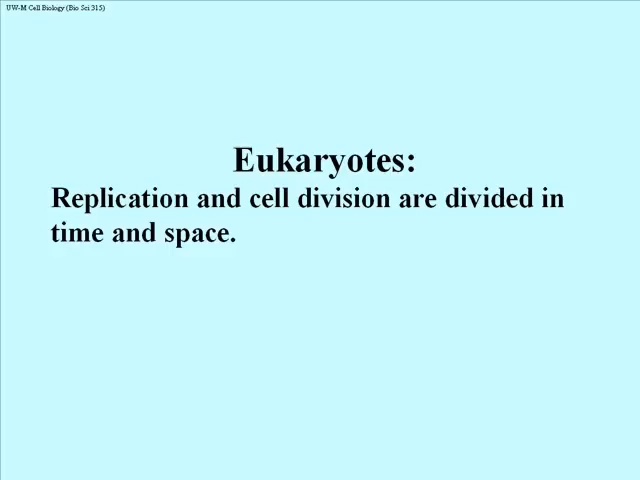 UW-M Cell Biology (Bio Sci 315)
Eukaryotes:
Replication and cell division are divided in
time and space.